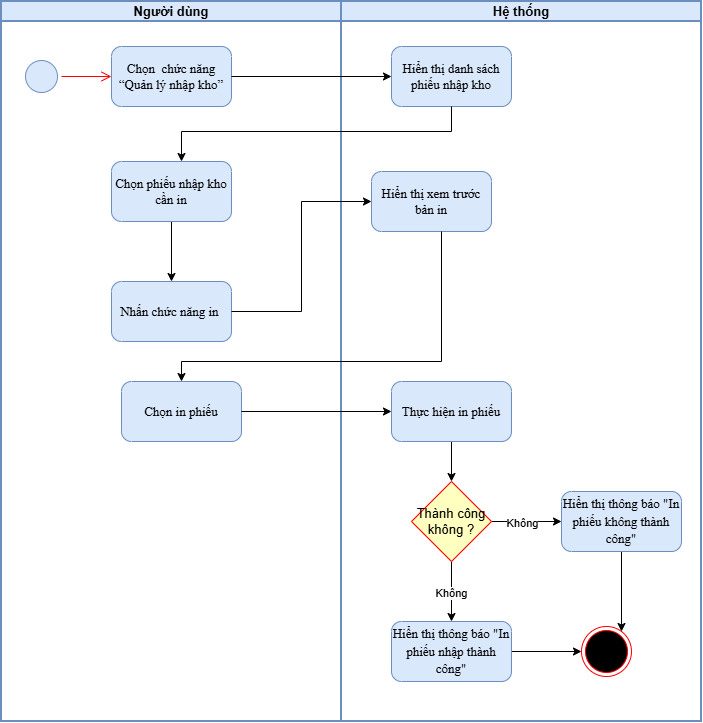 Người dùng
Hệ thống
Chọn chức năng
“Quản lý nhập kho”
Hiển thị danh sách
phiếu nhập kho
Chọn phiếu nhập kho
cần in
Hiển thị xem trước
bản in
Nhấn chức năng in
Chọn in phiếu
Thực hiện in phiếu
Thành công
không ?
Không
Hiển thị thông báo "In
phiếu không thành
công"
Không
Hiển thị thông báo "In
phiếu nhập thành
công"